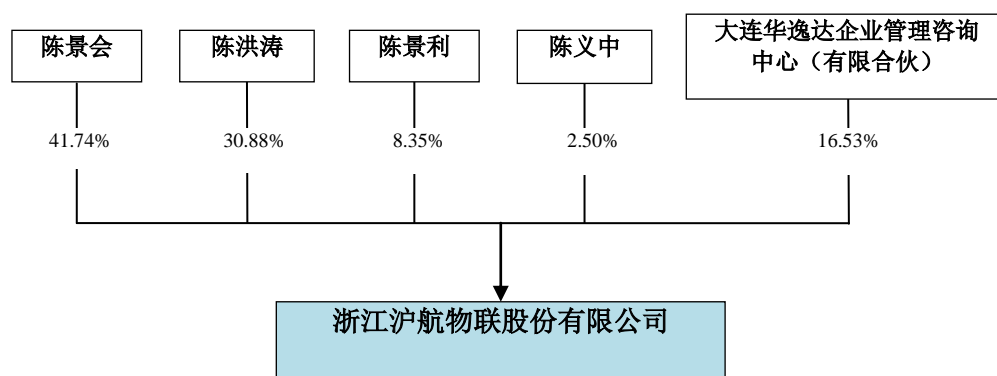 陈景会
陈洪涛
陈景利
陈义中
大连华逸达企业管理咨询
中心（有限合伙）
41.74%
30.88%
8.35%
2.50%
16.53%
浙江沪航物联股份有限公司